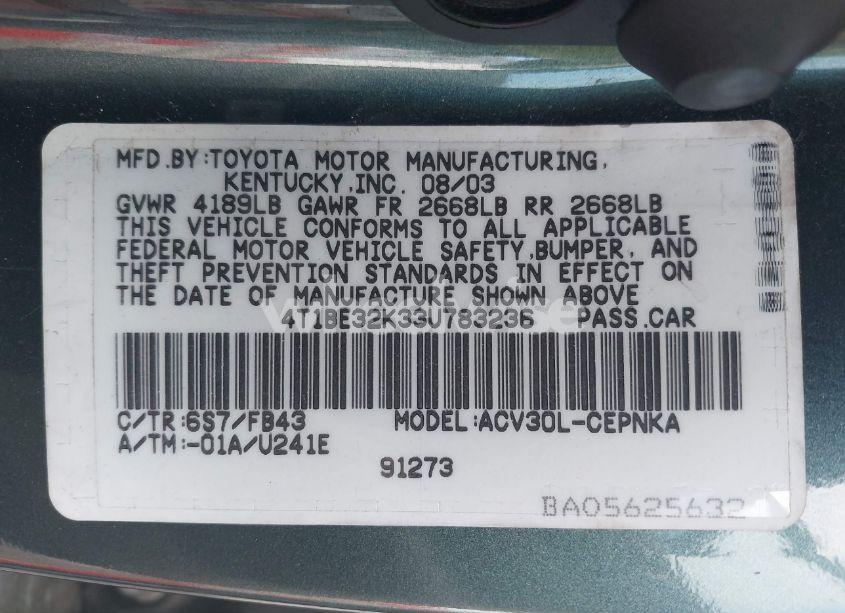 MFD.BY:TOYOTA MOTOR MANUFACTURING,
KENTUCKY,INC. 08/03
GVWR 4189LB GAWR FR 2668LB RR 2668LB
THIS VEHICLE CONFORMS TO ALL APPLICABLE
FEDERAL MOTOR VEHICLE SAFETY,BUMPER, AND
THEFT PREVENTION STANDARDS IN EFFECT ON
THE DATE OF MANUFACTURE SHOWN ABOVE
4T1BE32K33U783236 PASS.CAR
C/TR:6S7/FB43 MODEL:ACV30L-CEPNKA
A/TM:-01A/U241E
91273
BA05625632